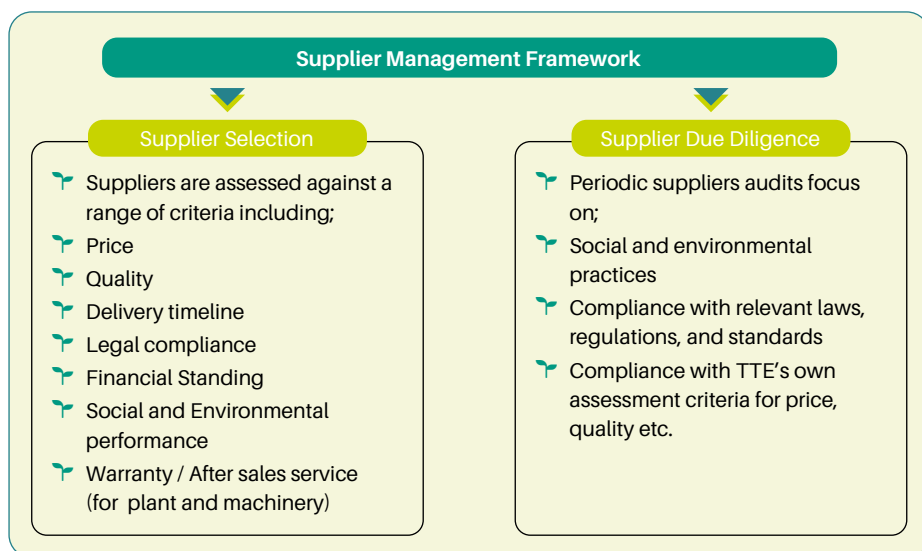 Supplier Management Framework
Supplier Selection
Suppliers are assessed against a
range of criteria including;
Price
Quality
Delivery timeline
Legal compliance
Financial Standing
Social and Environmental
performance
Warranty / After sales service
(for plant and machinery)
Supplier Due Diligence
Periodic suppliers audits focus
on;
Social and environmental
practices
Compliance with relevant laws,
regulations, and standards
Compliance with TTE's own
assessment criteria for price,
quality etc.